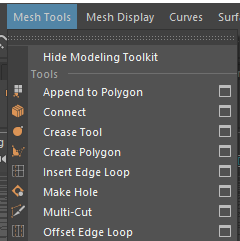 Mesh Tools Mesh Display Curves
Hide Modeling Toolkit
Tools
Append to Polygon
Connect
Crease Tool
Create Polygon
Insert Edge Loop
Make Hole
Multi-Cut
Offset Edge Loop